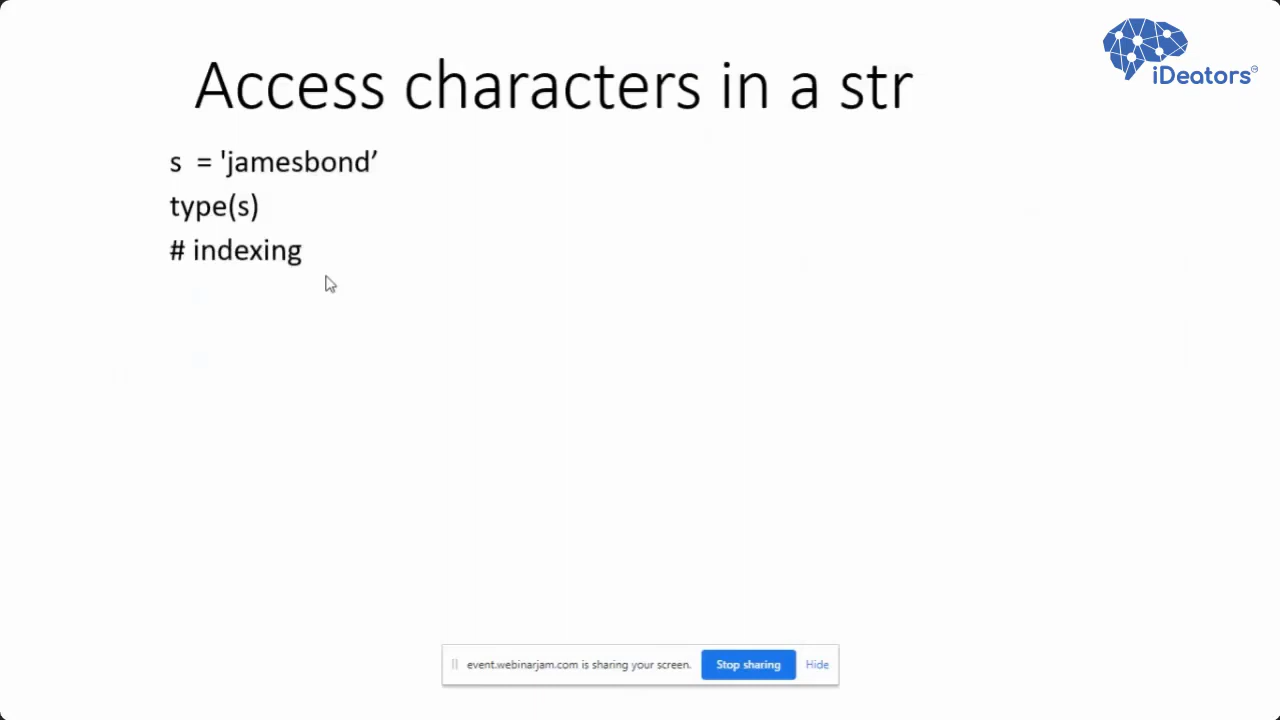 iDeators
Access characters in a str
s  = 'jamesbond’
type(s)
# indexing
event.webinarjam.com is sharing your screen.
Stop sharing
Hide